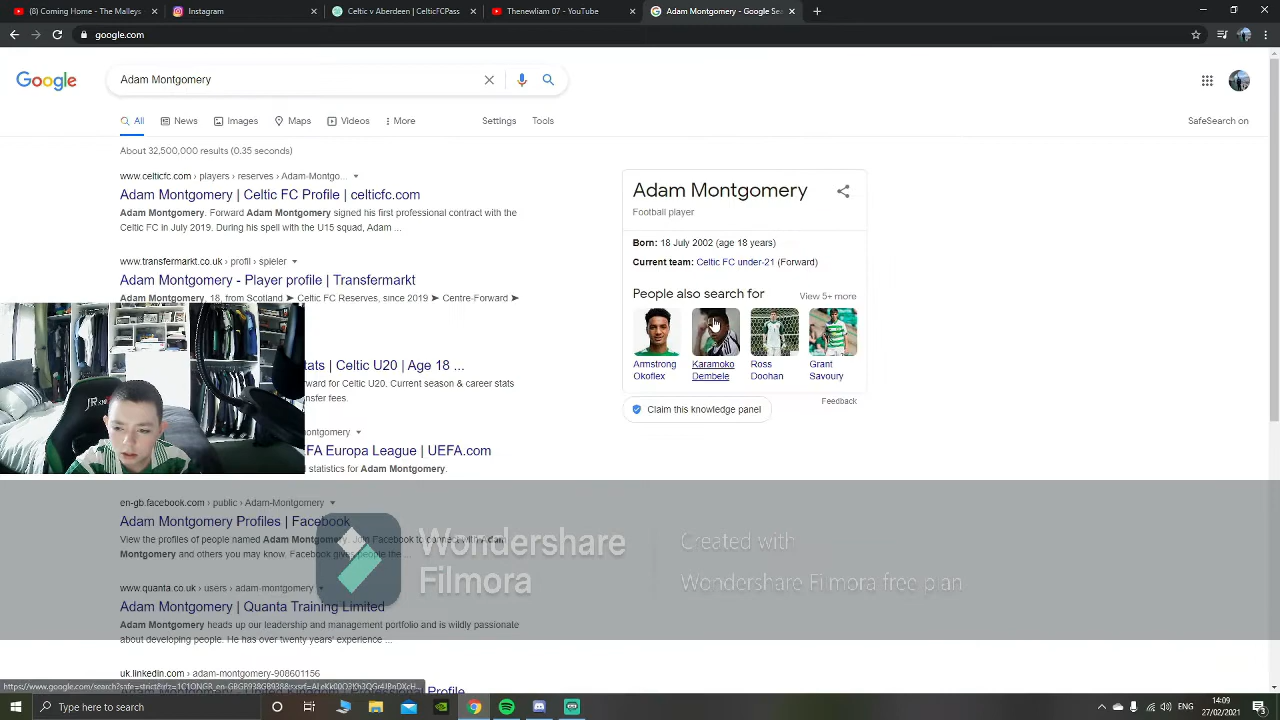 (8) Coming Home - The Malleys
Instagram
Celtic v Aberdeen | CelticFCPass
Thenewliam 07 - YouTube
Adam Montgomery - Google Se
google.com
Google
Adam Montgomery
All
News
Images
Maps
Videos
More
Settings
Tools
SafeSearch on
About 32,500,000 results (0.35 seconds)
www.celticfc.com › players › reserves › Adam-Montgo...
Adam Montgomery | Celtic FC Profile | celticfc.com
Adam Montgomery. Forward Adam Montgomery signed his first professional contract with the
Celtic FC in July 2019. During his spell with the U15 squad, Adam ...
www.transfermarkt.co.uk › profil › spieler
Adam Montgomery - Player profile | Transfermarkt
Adam Montgomery, 18, from Scotland ➤ Celtic FC Reserves, since 2019 ➤ Centre-Forward ➤
tats | Celtic U20 | Age 18 ...
rward for Celtic U20. Current season & career stats
nsfer fees.
ontgomery
FA Europa League | UEFA.com
statistics for Adam Montgomery.
en-gb.facebook.com › public › Adam-Montgomery
Adam Montgomery Profiles | Facebook
View the profiles of people named Adam Montgomery. Join Facebook to connect with Adam
Montgomery and others you may know. Facebook gives people the ...
www.quanta.co.uk › users › adam-montgomery
Adam Montgomery | Quanta Training Limited
Adam Montgomery heads up our leadership and management portfolio and is wildly passionate
about developing people. He has over twenty years' experience ...
uk.linkedin.com › adam-montgomery-908601156
Profile
Adam Montgomery
Football player
Born: 18 July 2002 (age 18 years)
Current team: Celtic FC under-21 (Forward)
People also search for
View 5+ more
Armstrong Okoflex
Karamoko Dembele
Ross Doohan
Grant Savoury
Feedback
Claim this knowledge panel
Wondershare
Filmora
Created with
Wondershare Filmora free plan
Type here to search
ENG
14:09
27/02/2021